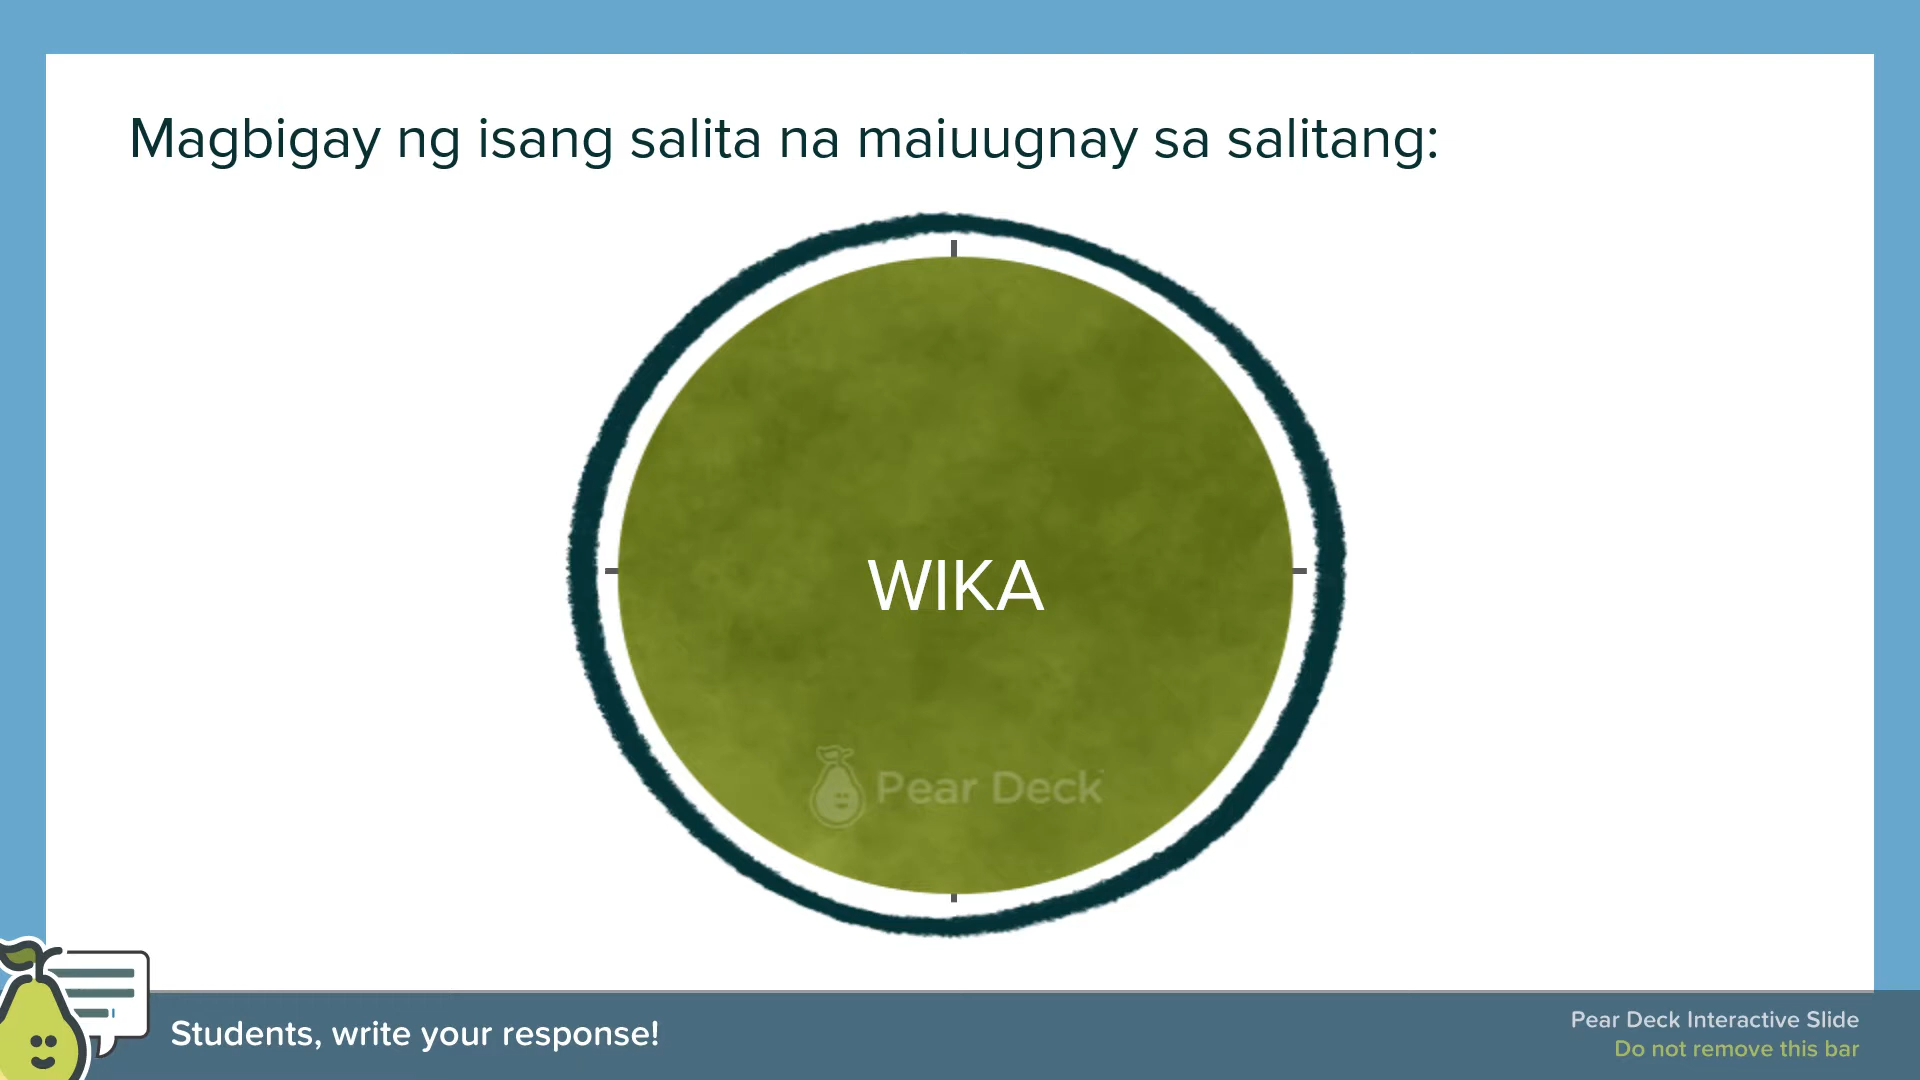 Magbigay ng isang salita na maiuugnay sa salitang:
WIKA
Pear Deck
Students, write your response!
Pear Deck Interactive Slide
Do not remove this bar